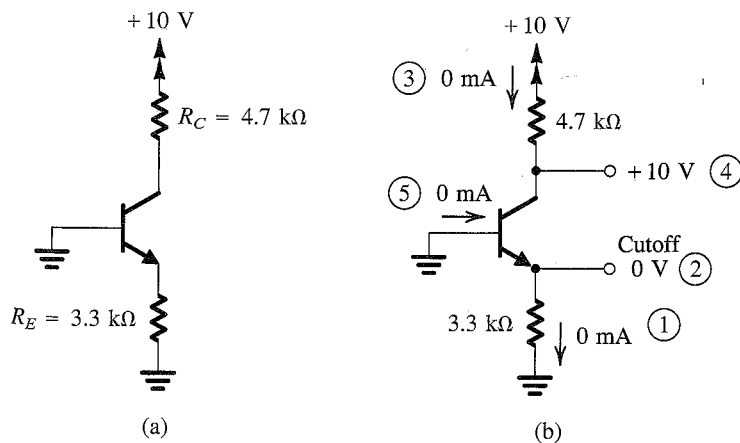 +10 V
R_C = 4.7 kΩ
R_E = 3.3 kΩ
(a)
+10 V
③ 0 mA
4.7 kΩ
+10 V ④
⑤ 0 mA
Cutoff
0 V ②
3.3 kΩ
0 mA ①
(b)